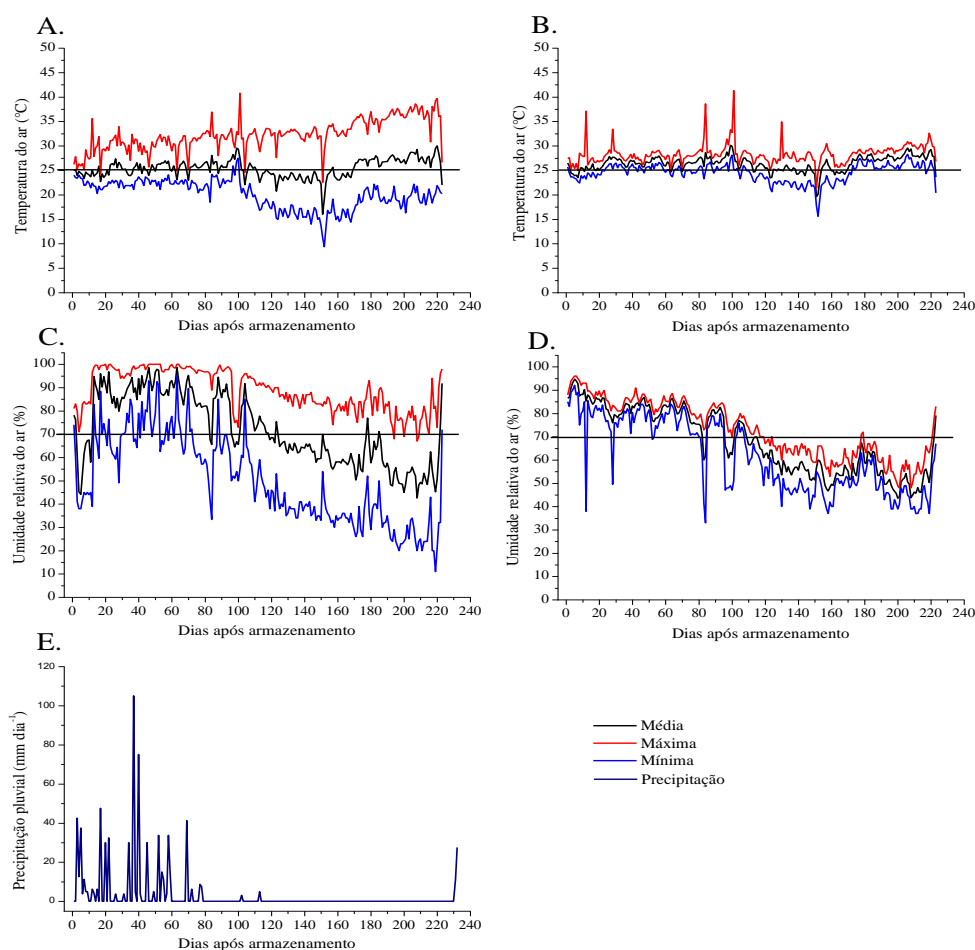 A.
50
45
40
35
30
25
20
15
10
5
0
Temperatura do ar (°C)
0 20 40 60 80 100 120 140 160 180 200 220 240
Dias após armazenamento
B.
50
45
40
35
30
25
20
15
10
5
0
Temperatura do ar (°C)
0 20 40 60 80 100 120 140 160 180 200 220 240
Dias após armazenamento
C.
100
90
80
70
60
50
40
30
20
10
0
Umidade relativa do ar (%)
0 20 40 60 80 100 120 140 160 180 200 220 240
Dias após armazenamento
D.
100
90
80
70
60
50
40
30
20
10
0
Umidade relativa do ar (%)
0 20 40 60 80 100 120 140 160 180 200 220 240
Dias após armazenamento
E.
120
100
80
60
40
20
0
Precipitação pluvial (mm dia⁻¹)
0 20 40 60 80 100 120 140 160 180 200 220 240
Dias após armazenamento
Média
Máxima
Mínima
Precipitação